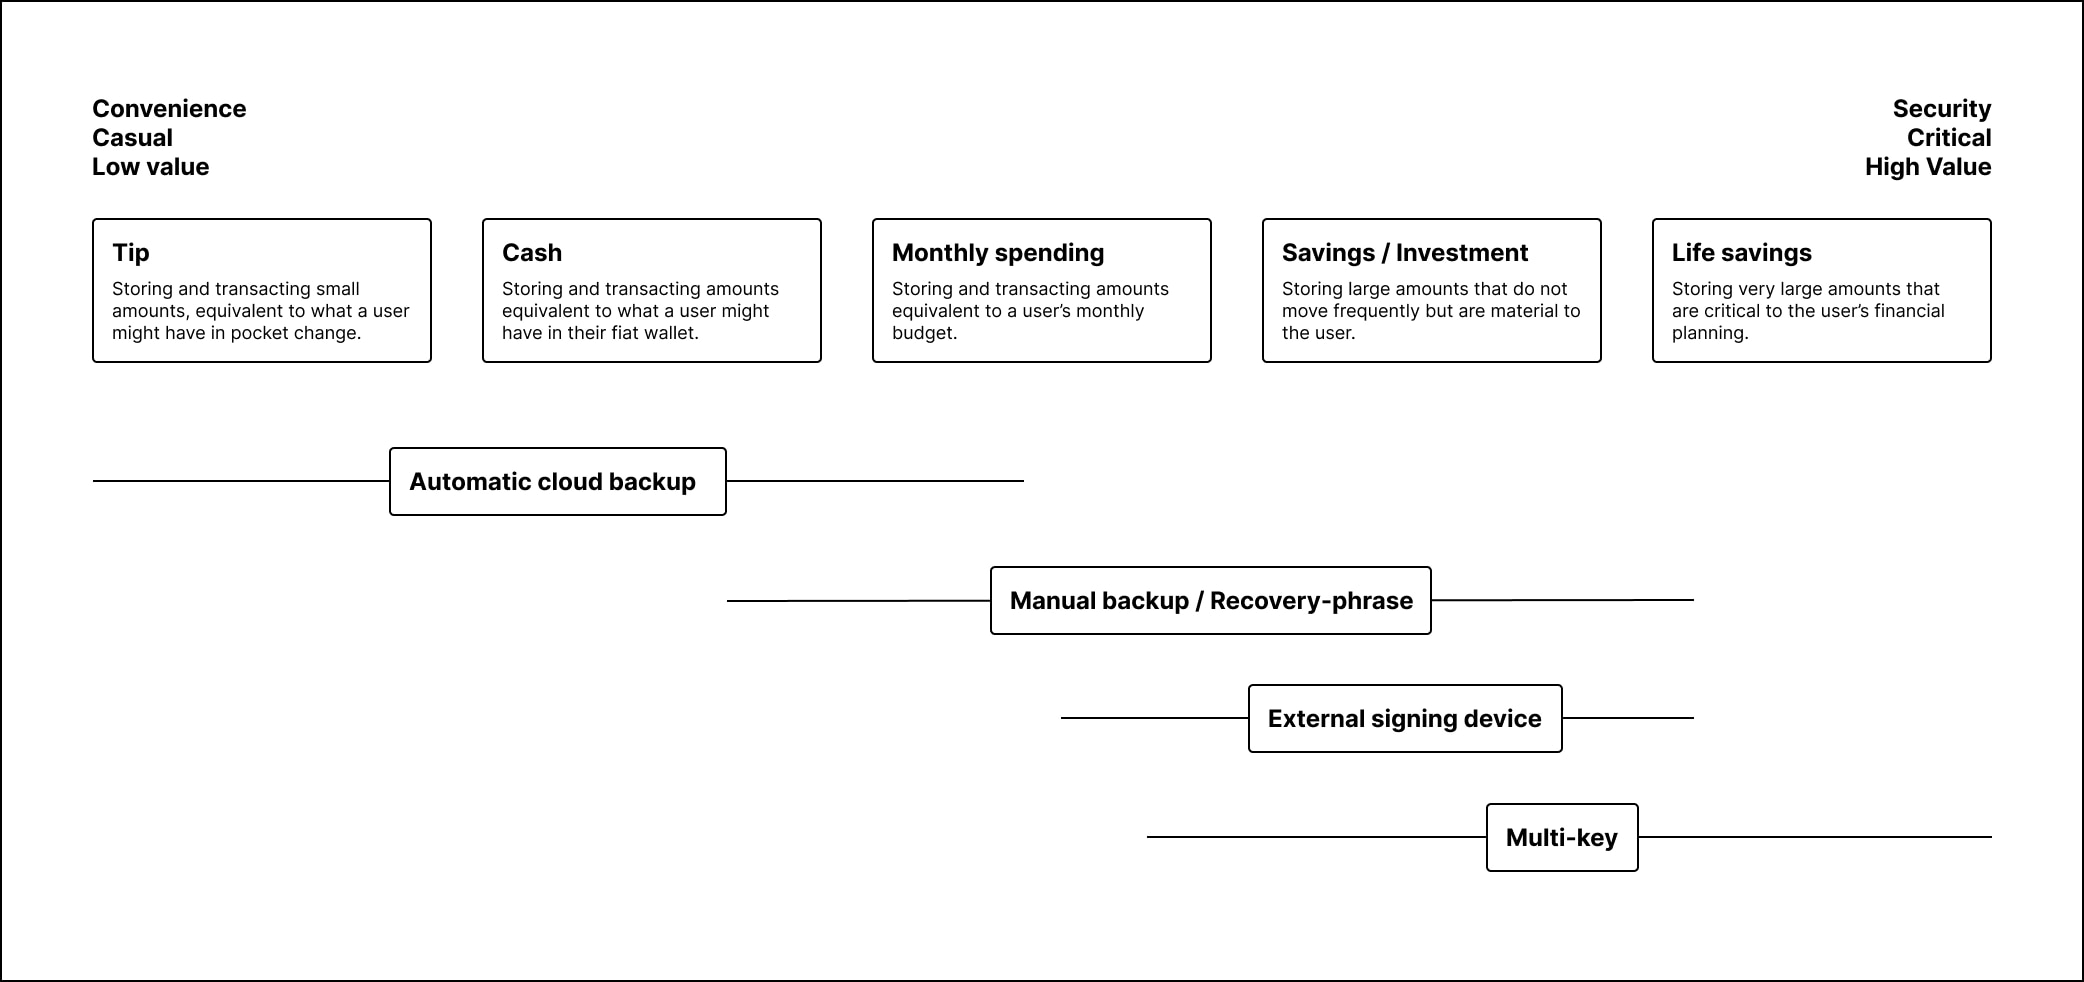 Convenience
Casual
Low value
Security
Critical
High Value
Tip
Storing and transacting small
amounts, equivalent to what a user
might have in pocket change.
Cash
Storing and transacting amounts
equivalent to what a user might
have in their fiat wallet.
Monthly spending
Storing and transacting amounts
equivalent to a user’s monthly
budget.
Savings / Investment
Storing large amounts that do not
move frequently but are material to
the user.
Life savings
Storing very large amounts that
are critical to the user’s financial
planning.
Automatic cloud backup
Manual backup / Recovery-phrase
External signing device
Multi-key